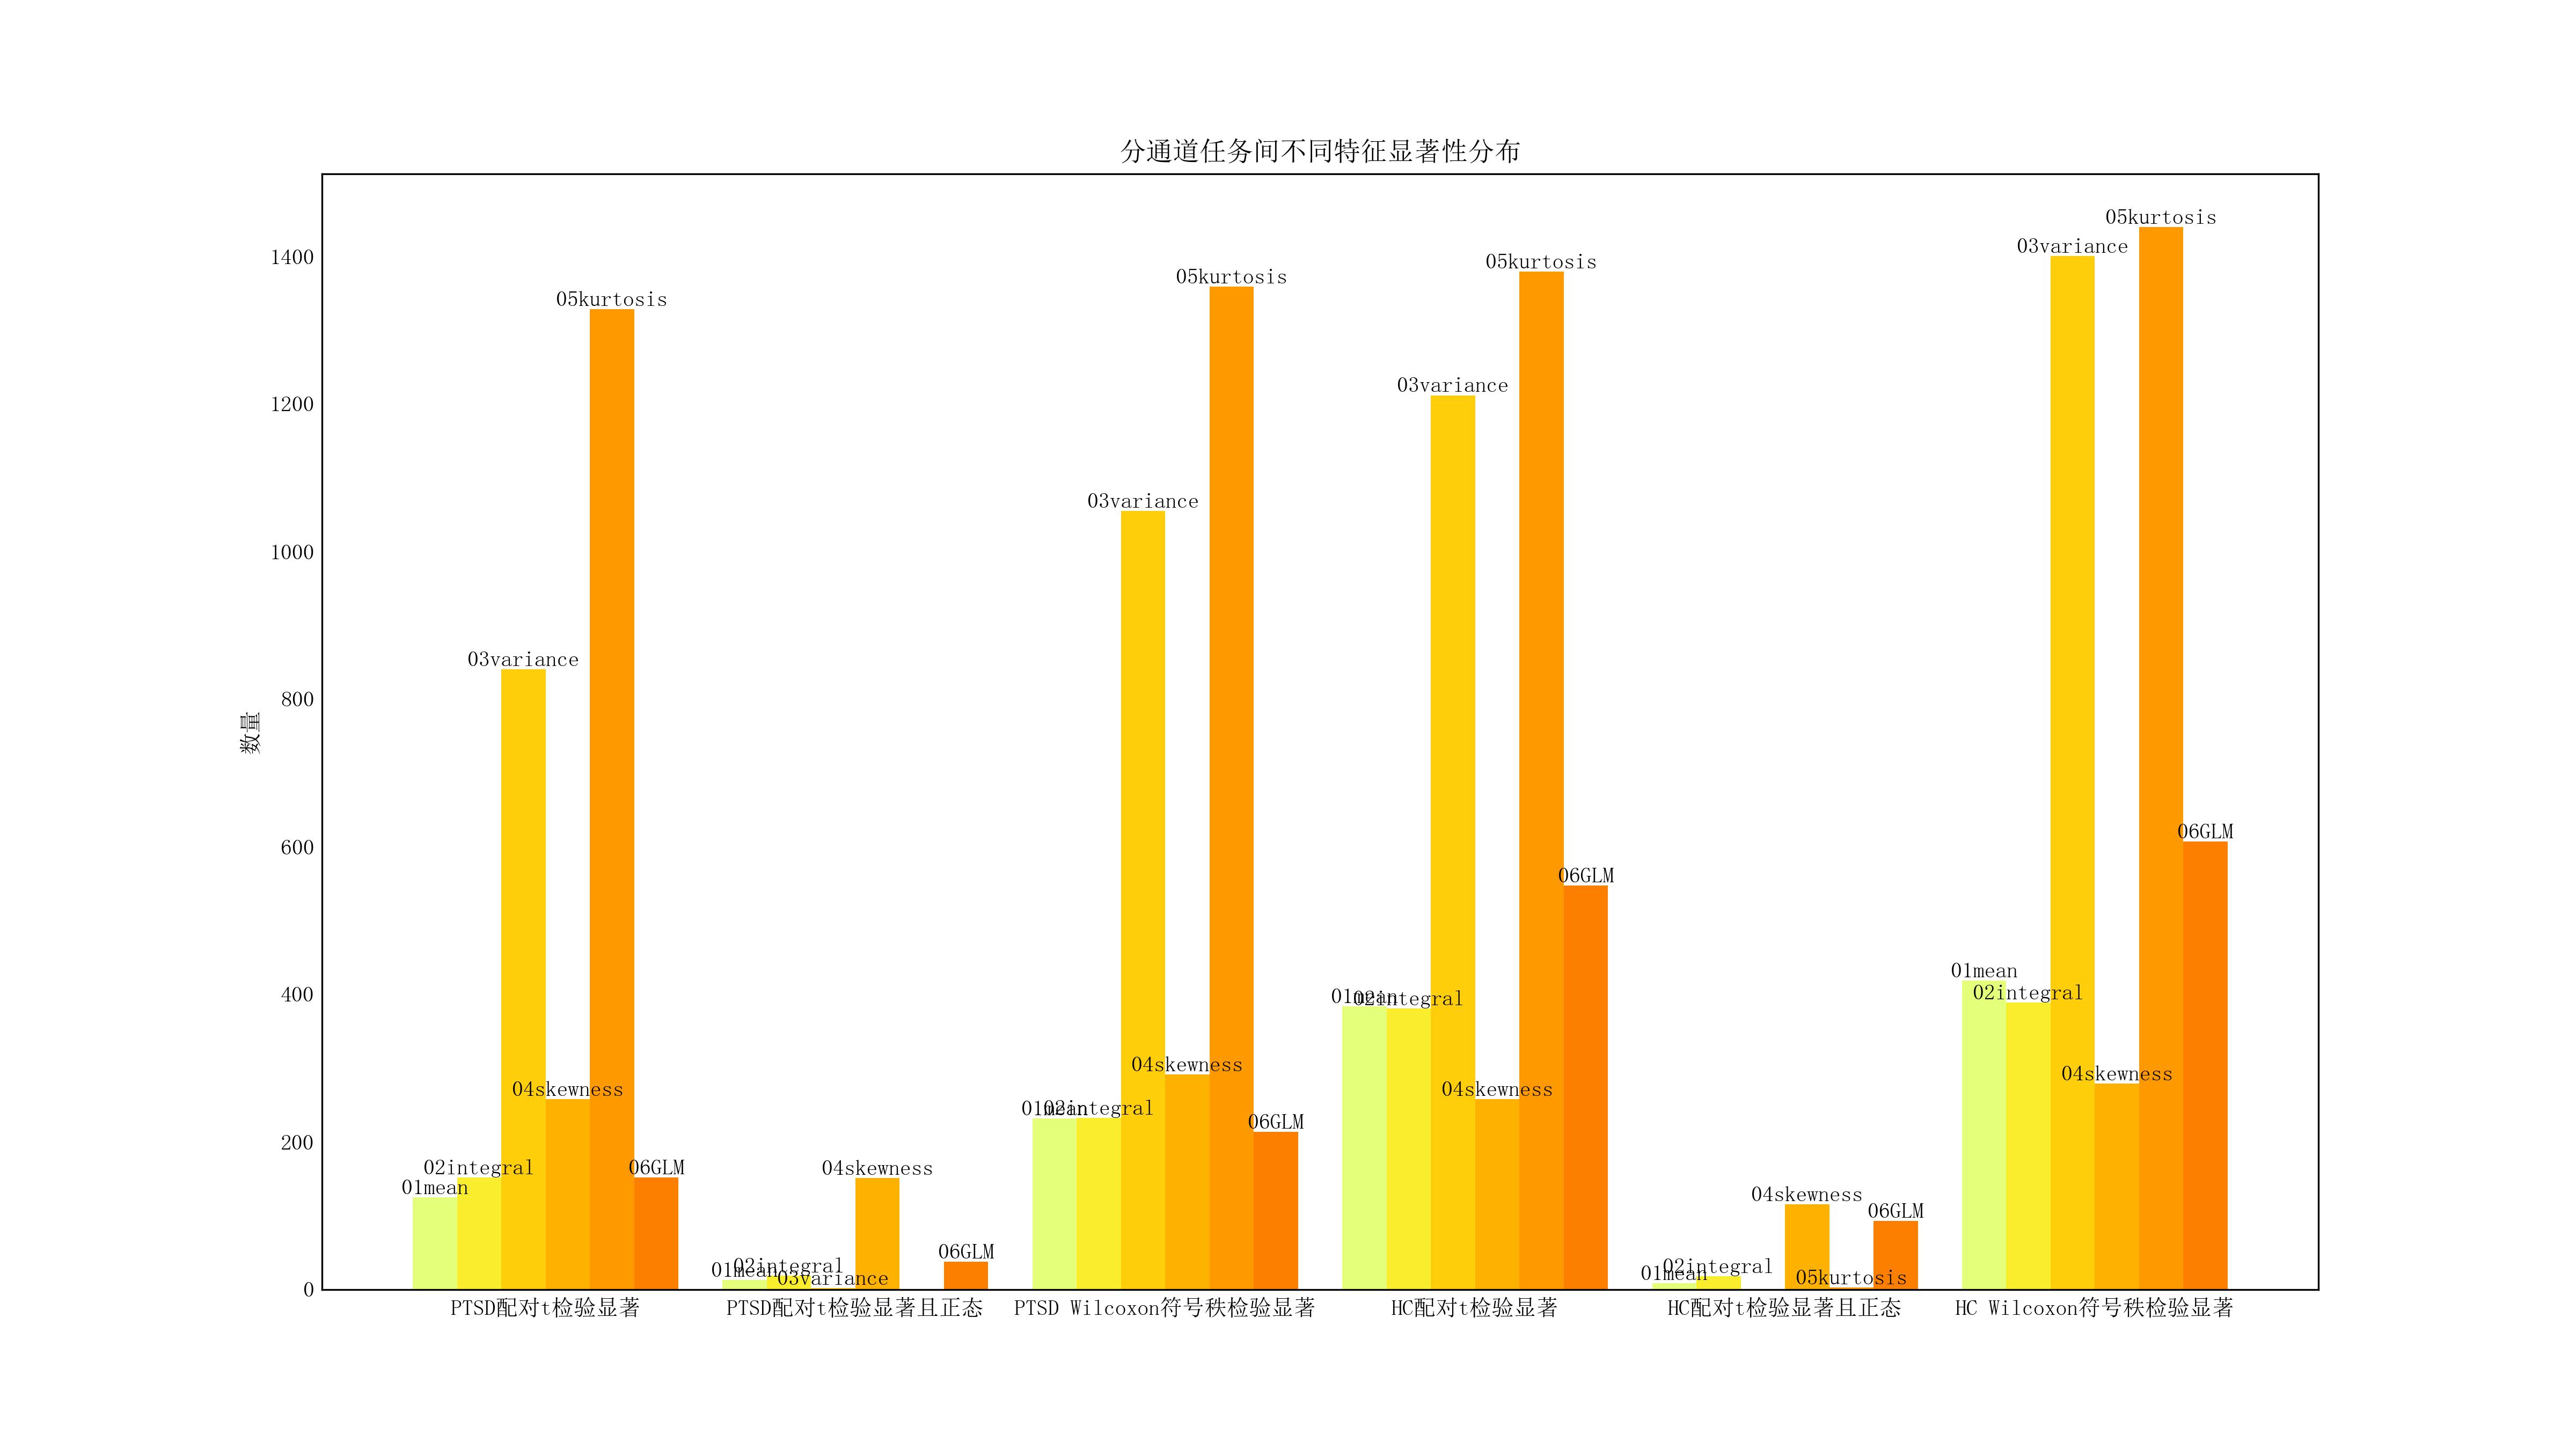 分通道任务间不同特征显著性分布
数量
1400
1200
1000
800
600
400
200
0
01mean
02integral
03variance
04skewness
05kurtosis
06GLM
01mean
02integral
03variance
04skewness
06GLM
01mean
02integral
03variance
04skewness
05kurtosis
06GLM
01mean
02integral
03variance
04skewness
05kurtosis
06GLM
01mean
02integral
04skewness
05kurtosis
06GLM
01mean
02integral
03variance
04skewness
05kurtosis
06GLM
PTSD配对t检验显著
PTSD配对t检验显著且正态
PTSD Wilcoxon符号秩检验显著
HC配对t检验显著
HC配对t检验显著且正态
HC Wilcoxon符号秩检验显著